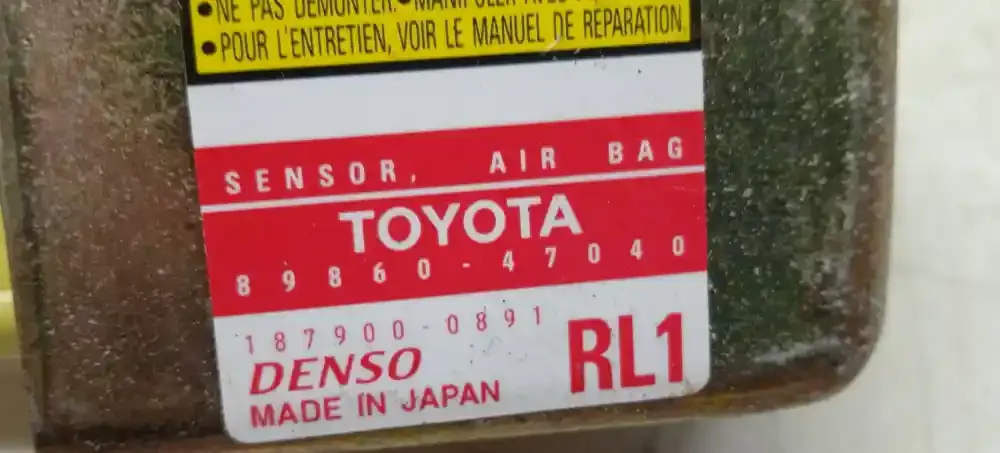 •NE PAS DEMONTER.•MANIPULER
•POUR L'ENTRETIEN, VOIR LE MANUEL DE REPARATION
SENSOR, AIR BAG
TOYOTA
89860-47040
187900-0891
DENSO
RL1
MADE IN JAPAN